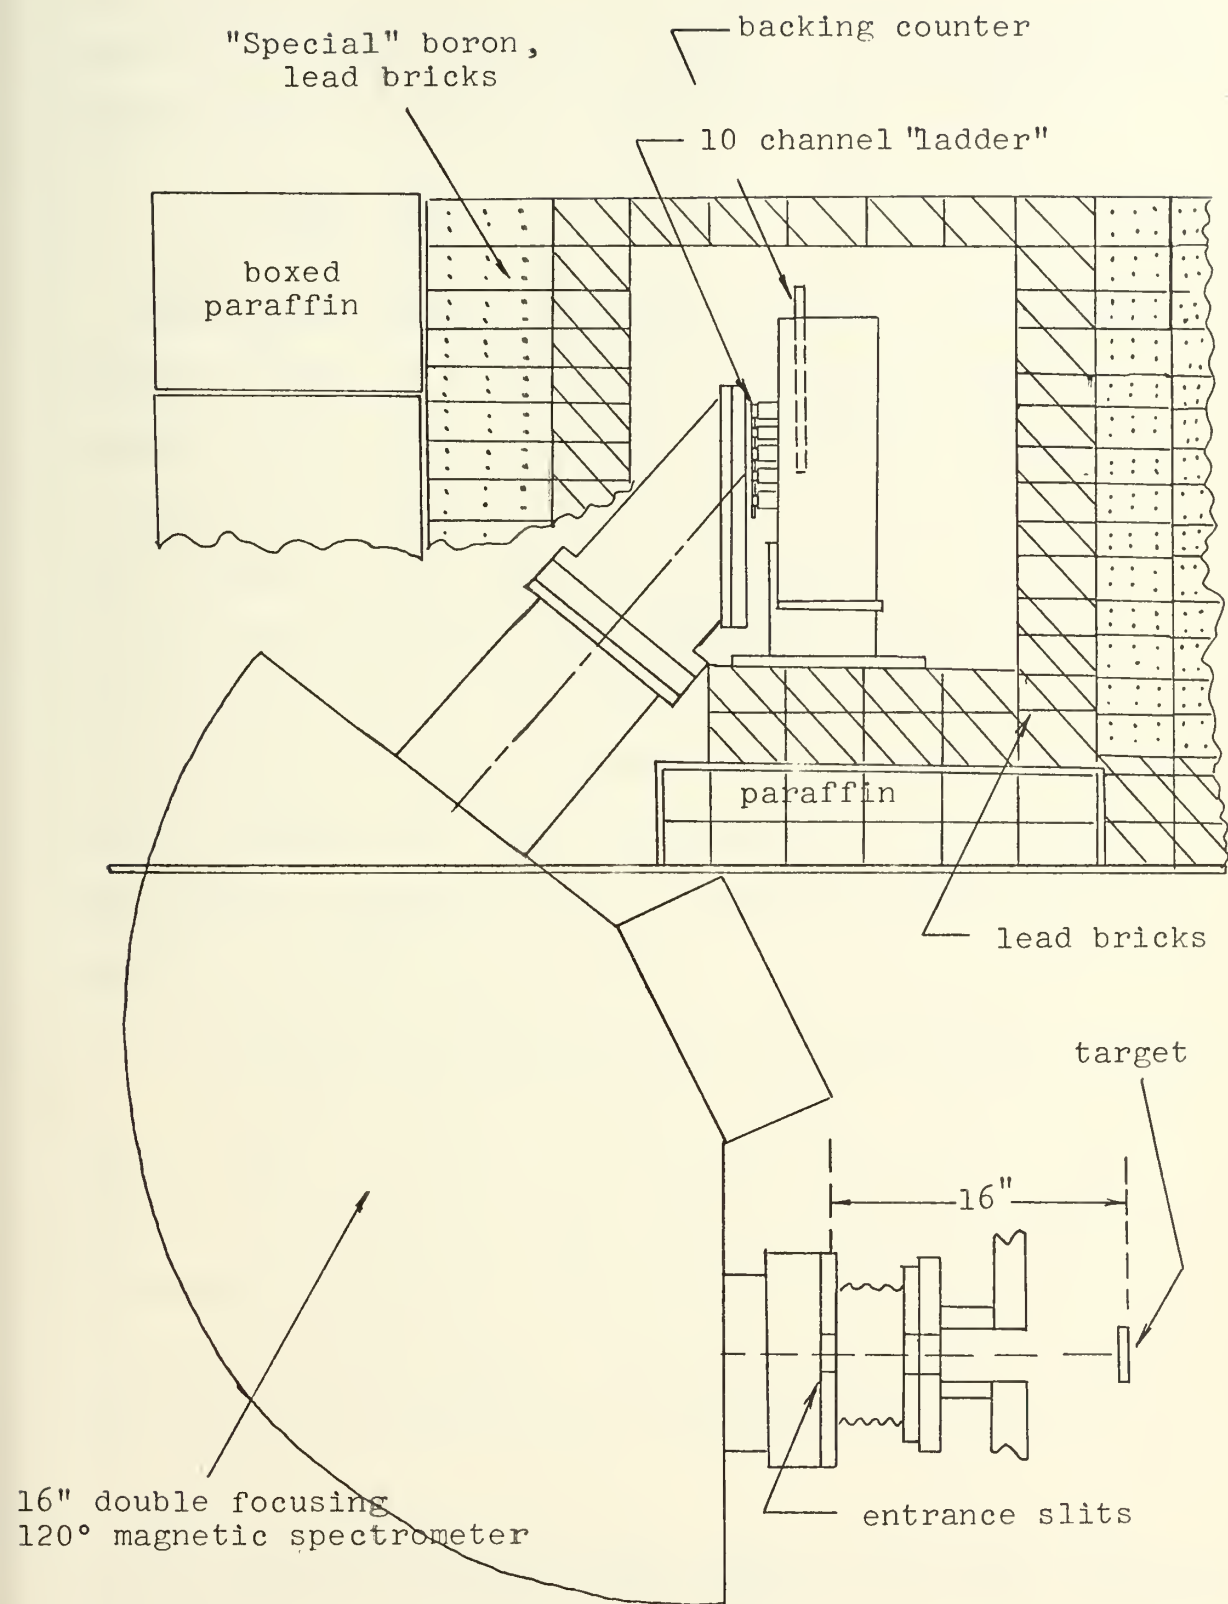 "Special" boron,
lead bricks
backing counter
10 channel "ladder"
boxed
paraffin
paraffin
lead bricks
target
16"
entrance slits
16" double focusing
120° magnetic spectrometer